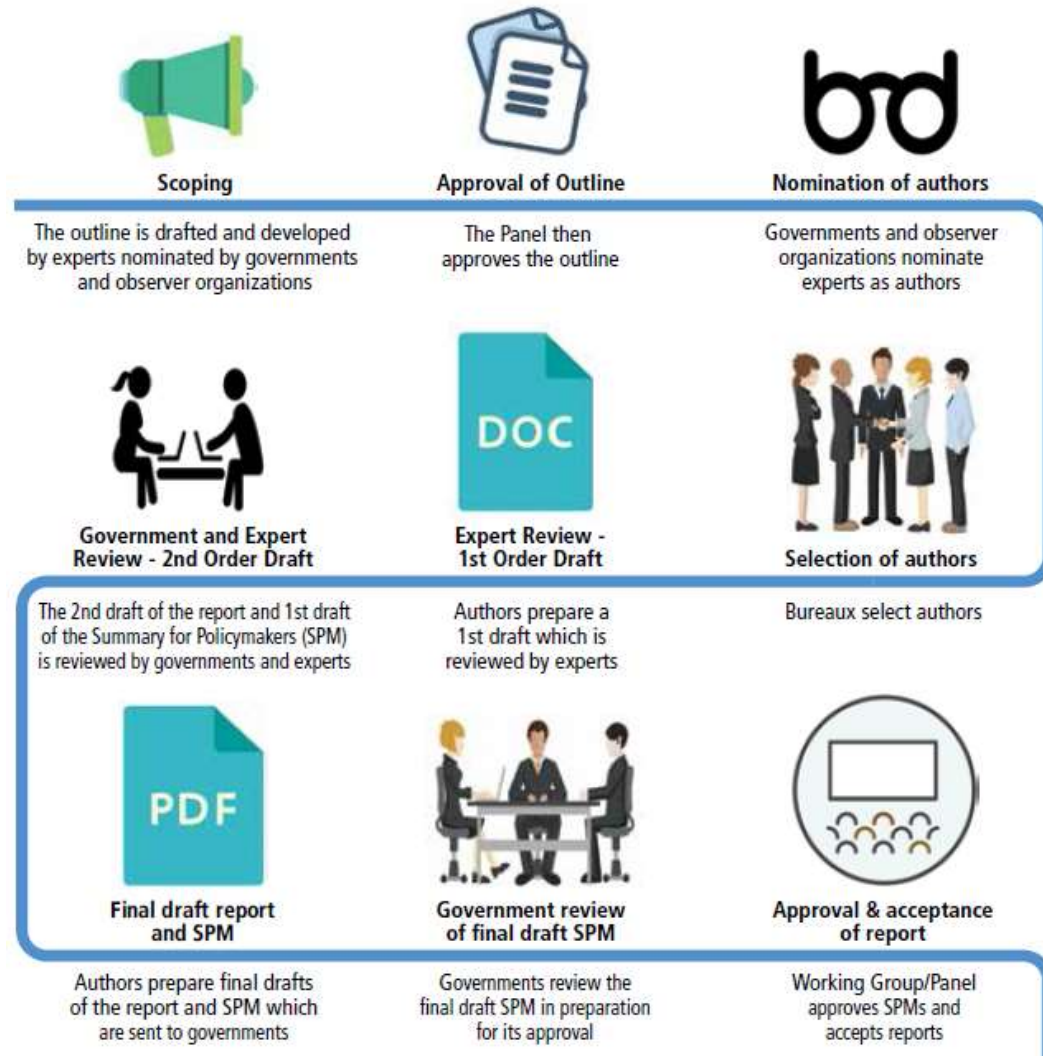 Scoping
The outline is drafted and developed
by experts nominated by governments
and observer organizations
Approval of Outline
The Panel then
approves the outline
Nomination of authors
Governments and observer
organizations nominate
experts as authors
Selection of authors
Bureaux select authors
DOC
Expert Review -
1st Order Draft
Authors prepare a
1st draft which is
reviewed by experts
Government and Expert
Review - 2nd Order Draft
The 2nd draft of the report and 1st draft
of the Summary for Policymakers (SPM)
is reviewed by governments and experts
PDF
Final draft report
and SPM
Authors prepare final drafts
of the report and SPM which
are sent to governments
Government review
of final draft SPM
Governments review the
final draft SPM in preparation
for its approval
Approval & acceptance
of report
Working Group/Panel
approves SPMs and
accepts reports